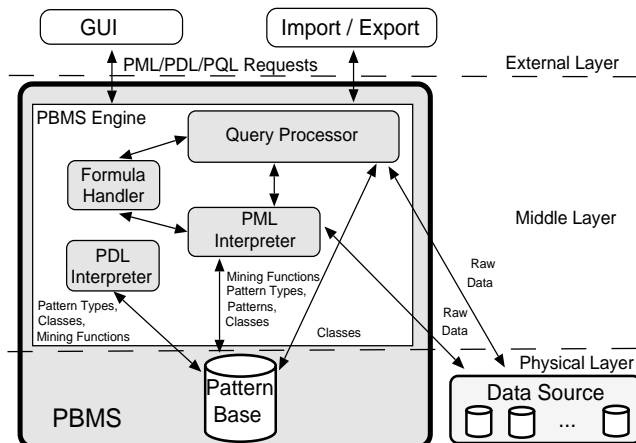 GUI
Import / Export
PML/PDL/PQL Requests
External Layer
PBMS Engine
Query Processor
Formula
Handler
PML
Interpreter
Middle Layer
PDL
Interpreter
Mining Functions
Pattern Types,
Patterns,
Classes
Raw
Data
Pattern Types,
Classes,
Mining Functions
Classes
Raw
Data
Physical Layer
Pattern
Base
PBMS
Data Source
...